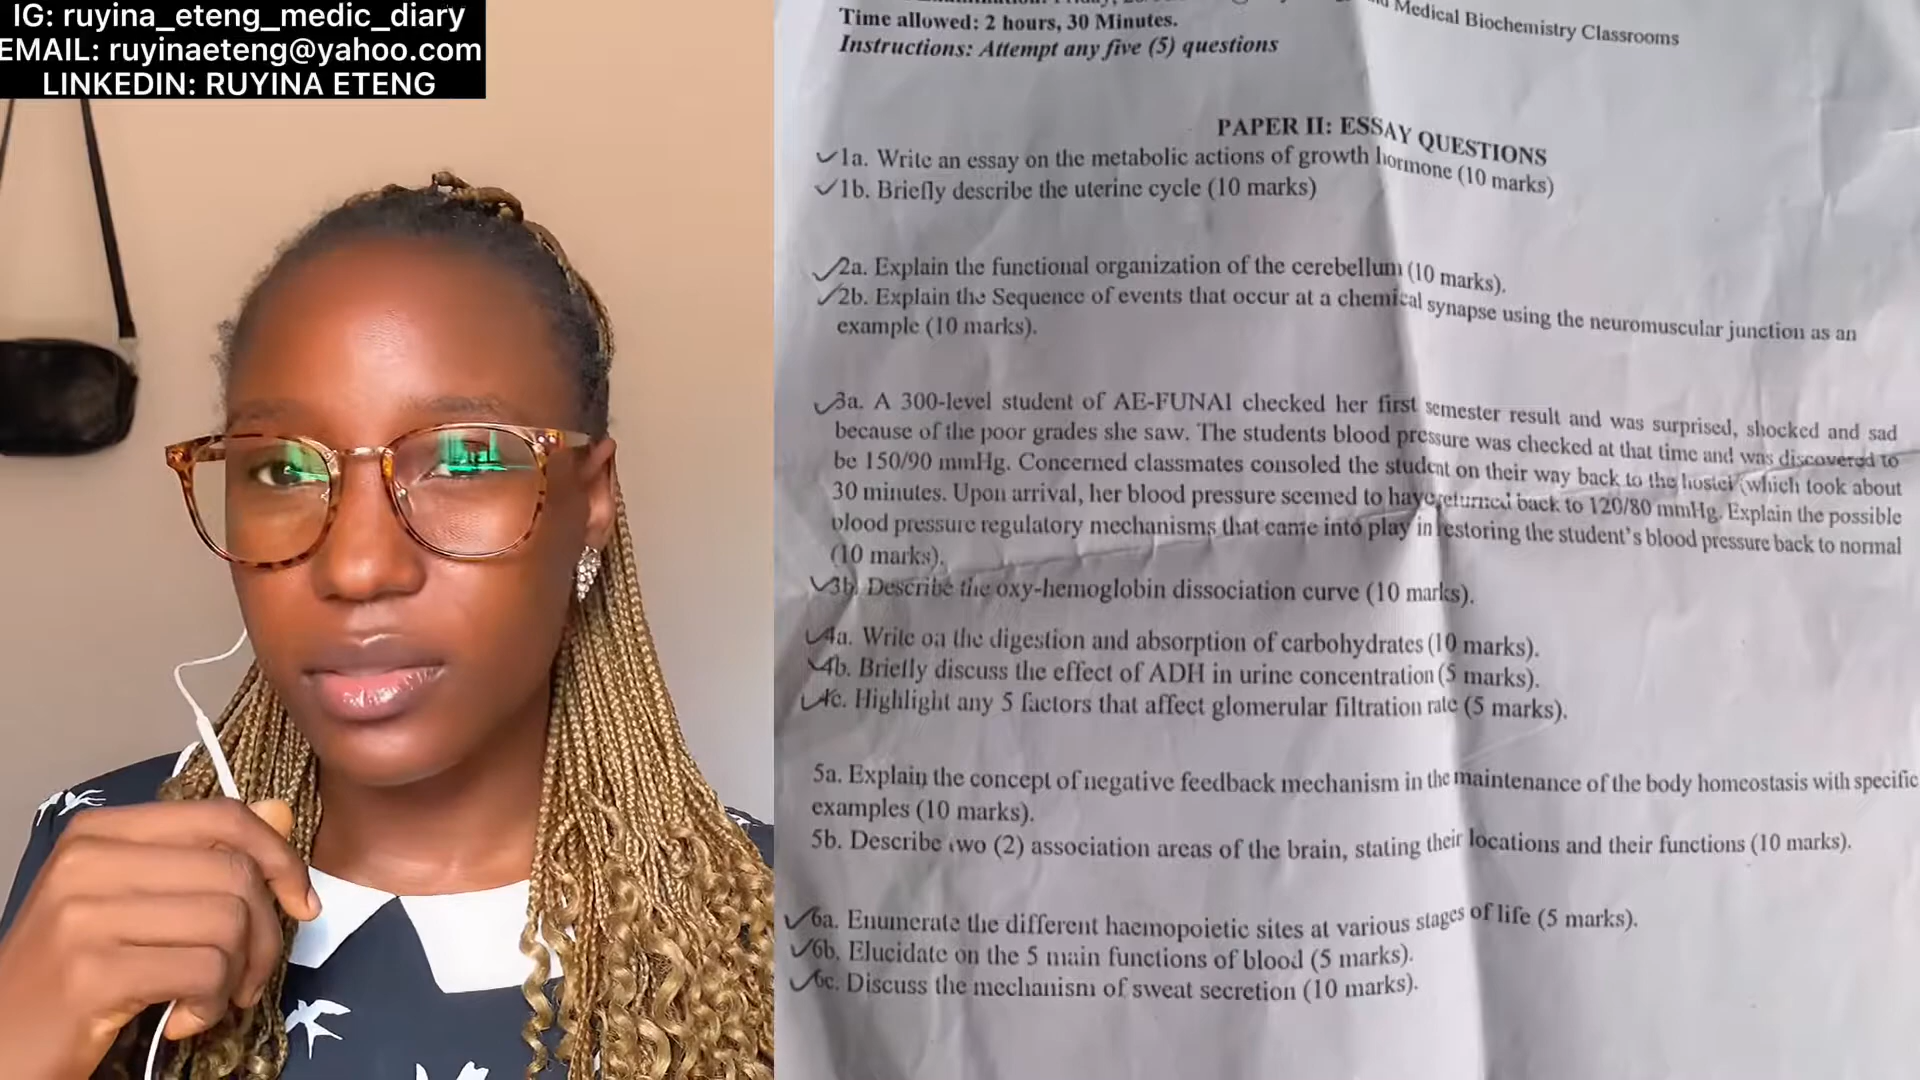 IG: ruyina_eteng_medic_diary
EMAIL: ruyinaeteng@yahoo.com
LINKEDIN: RUYINA ETENG
Medical Biochemistry Classrooms
Time allowed: 2 hours, 30 Minutes.
Instructions: Attempt any five (5) questions
PAPER II: ESSAY QUESTIONS
1a. Write an essay on the metabolic actions of growth hormone (10 marks)
1b. Briefly describe the uterine cycle (10 marks)
2a. Explain the functional organization of the cerebellum (10 marks).
2b. Explain the Sequence of events that occur at a chemical synapse using the neuromuscular junction as an
example (10 marks).
3a. A 300-level student of AE-FUNAI checked her first semester result and was surprised, shocked and sad
because of the poor grades she saw. The students blood pressure was checked at that time and was discovered to
be 150/90 mmHg. Concerned classmates consoled the student on their way back to the hostel (which took about
30 minutes. Upon arrival, her blood pressure seemed to have returned back to 120/80 mmHg. Explain the possible
blood pressure regulatory mechanisms that came into play in restoring the student's blood pressure back to normal
(10 marks).
3b. Describe the oxy-hemoglobin dissociation curve (10 marks).
4a. Write on the digestion and absorption of carbohydrates (10 marks).
4b. Briefly discuss the effect of ADH in urine concentration (5 marks).
4c. Highlight any 5 factors that affect glomerular filtration rate (5 marks).
5a. Explain the concept of negative feedback mechanism in the maintenance of the body homeostasis with specific
examples (10 marks).
5b. Describe two (2) association areas of the brain, stating their locations and their functions (10 marks).
6a. Enumerate the different haemopoietic sites at various stages of life (5 marks).
6b. Elucidate on the 5 main functions of blood (5 marks).
6c. Discuss the mechanism of sweat secretion (10 marks).